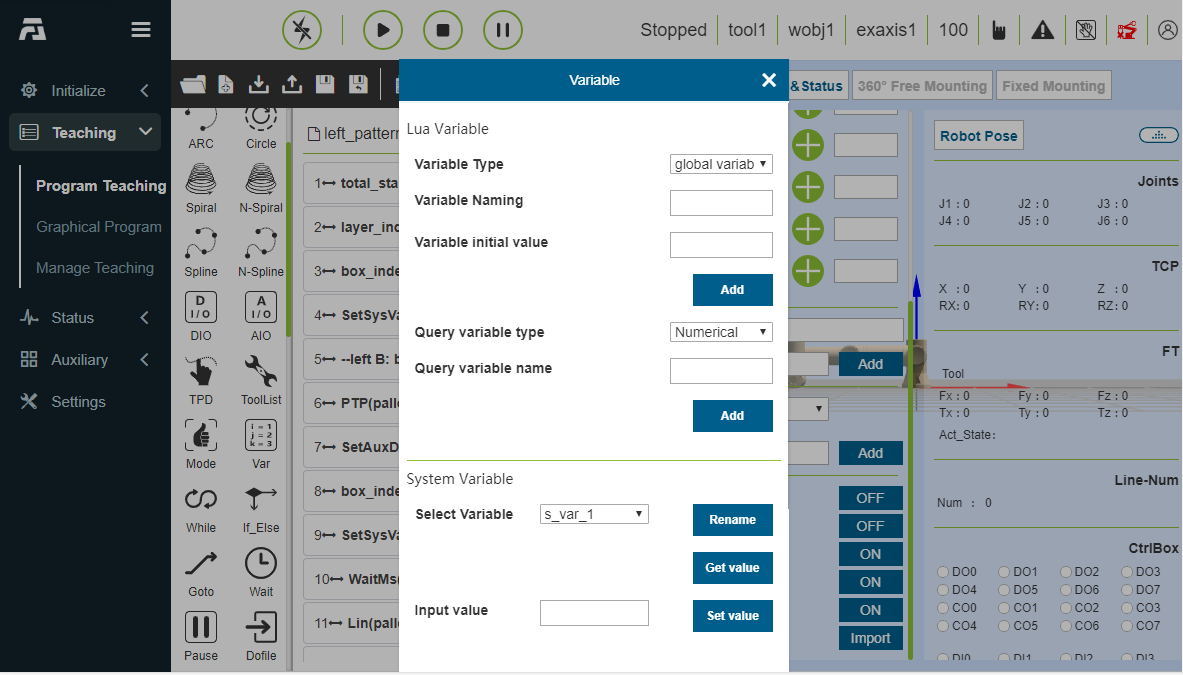 Stopped
tool1
wobj1
exaxis1
100
Initialize
Teaching
Program Teaching
Graphical Program
Manage Teaching
Status
Auxiliary
Settings
ARC
Circle
Spiral
N-Spiral
Spline
N-Spline
D
I/O
DIO
A
I/O
AIO
TPD
ToolList
Mode
i = 1
j = 2
k = 3
Var
While
If_Else
Goto
Wait
Pause
Dofile
left_pattern
1 total_sta
2 layer_ind
3 box_inde
4 SetSysVa
5 --left B: b
6 PTP(palle
7 SetAuxD
8 box_inde
9 SetSysVa
10 WaitMs(
11 Lin(palle
Variable
Lua Variable
Variable Type
global variab
Variable Naming
Variable initial value
Add
Query variable type
Numerical
Query variable name
Add
System Variable
Select Variable
s_var_1
Rename
Get value
Input value
Set value
& Status
360° Free Mounting
Fixed Mounting
Add
Add
OFF
OFF
ON
ON
ON
Import
Robot Pose
Joints
J1 : 0 J2 : 0 J3 : 0
J4 : 0 J5 : 0 J6 : 0
TCP
X : 0 Y : 0 Z : 0
RX: 0 RY: 0 RZ: 0
FT
Tool
Fx : 0 Fy : 0 Fz : 0
Tx : 0 Ty : 0 Tz : 0
Act_State:
Line-Num
Num : 0
CtrlBox
DO0 DO1 DO2 DO3
DO4 DO5 DO6 DO7
CO0 CO1 CO2 CO3
CO4 CO5 CO6 CO7
DI0 DI1 DI2 DI3